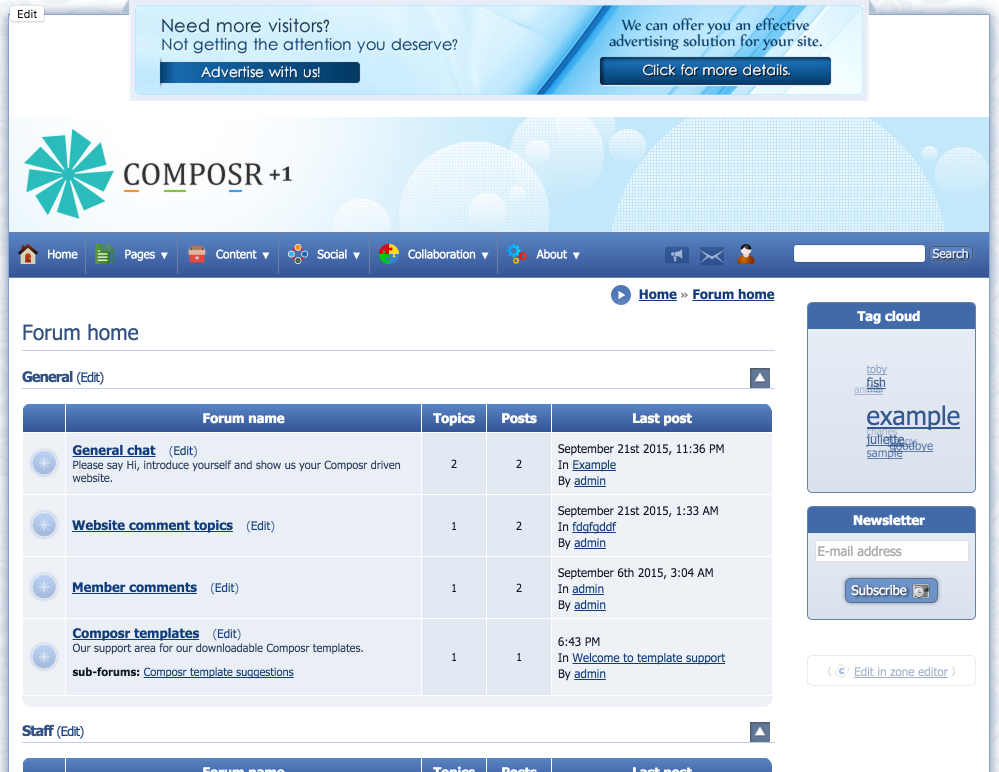 Edit
Need more visitors?
Not getting the attention you deserve?
Advertise with us!
We can offer you an effective
advertising solution for your site.
Click for more details.
COMPOSR +1
Home Pages ▼ Content ▼ Social ▼ Collaboration ▼ About ▼ Search
Home » Forum home
Forum home
General (Edit)
Forum name Topics Posts Last post
General chat (Edit)
Please say Hi, introduce yourself and show us your Composr driven
website.
2
2
September 21st 2015, 11:36 PM
In Example
By admin
Website comment topics (Edit)
1
2
September 21st 2015, 1:33 AM
In fdgfgddf
By admin
Member comments (Edit)
1
2
September 6th 2015, 3:04 AM
In admin
By admin
Composr templates (Edit)
Our support area for our downloadable Composr templates.
sub-forums: Composr template suggestions
1
1
6:43 PM
In Welcome to template support
By admin
Staff (Edit)
Forum name Topics Posts Last post
Tag cloud
toby
fish
animal
example
charles
juliette
goodbye
sample
Newsletter
E-mail address
Subscribe
( C Edit in zone editor )